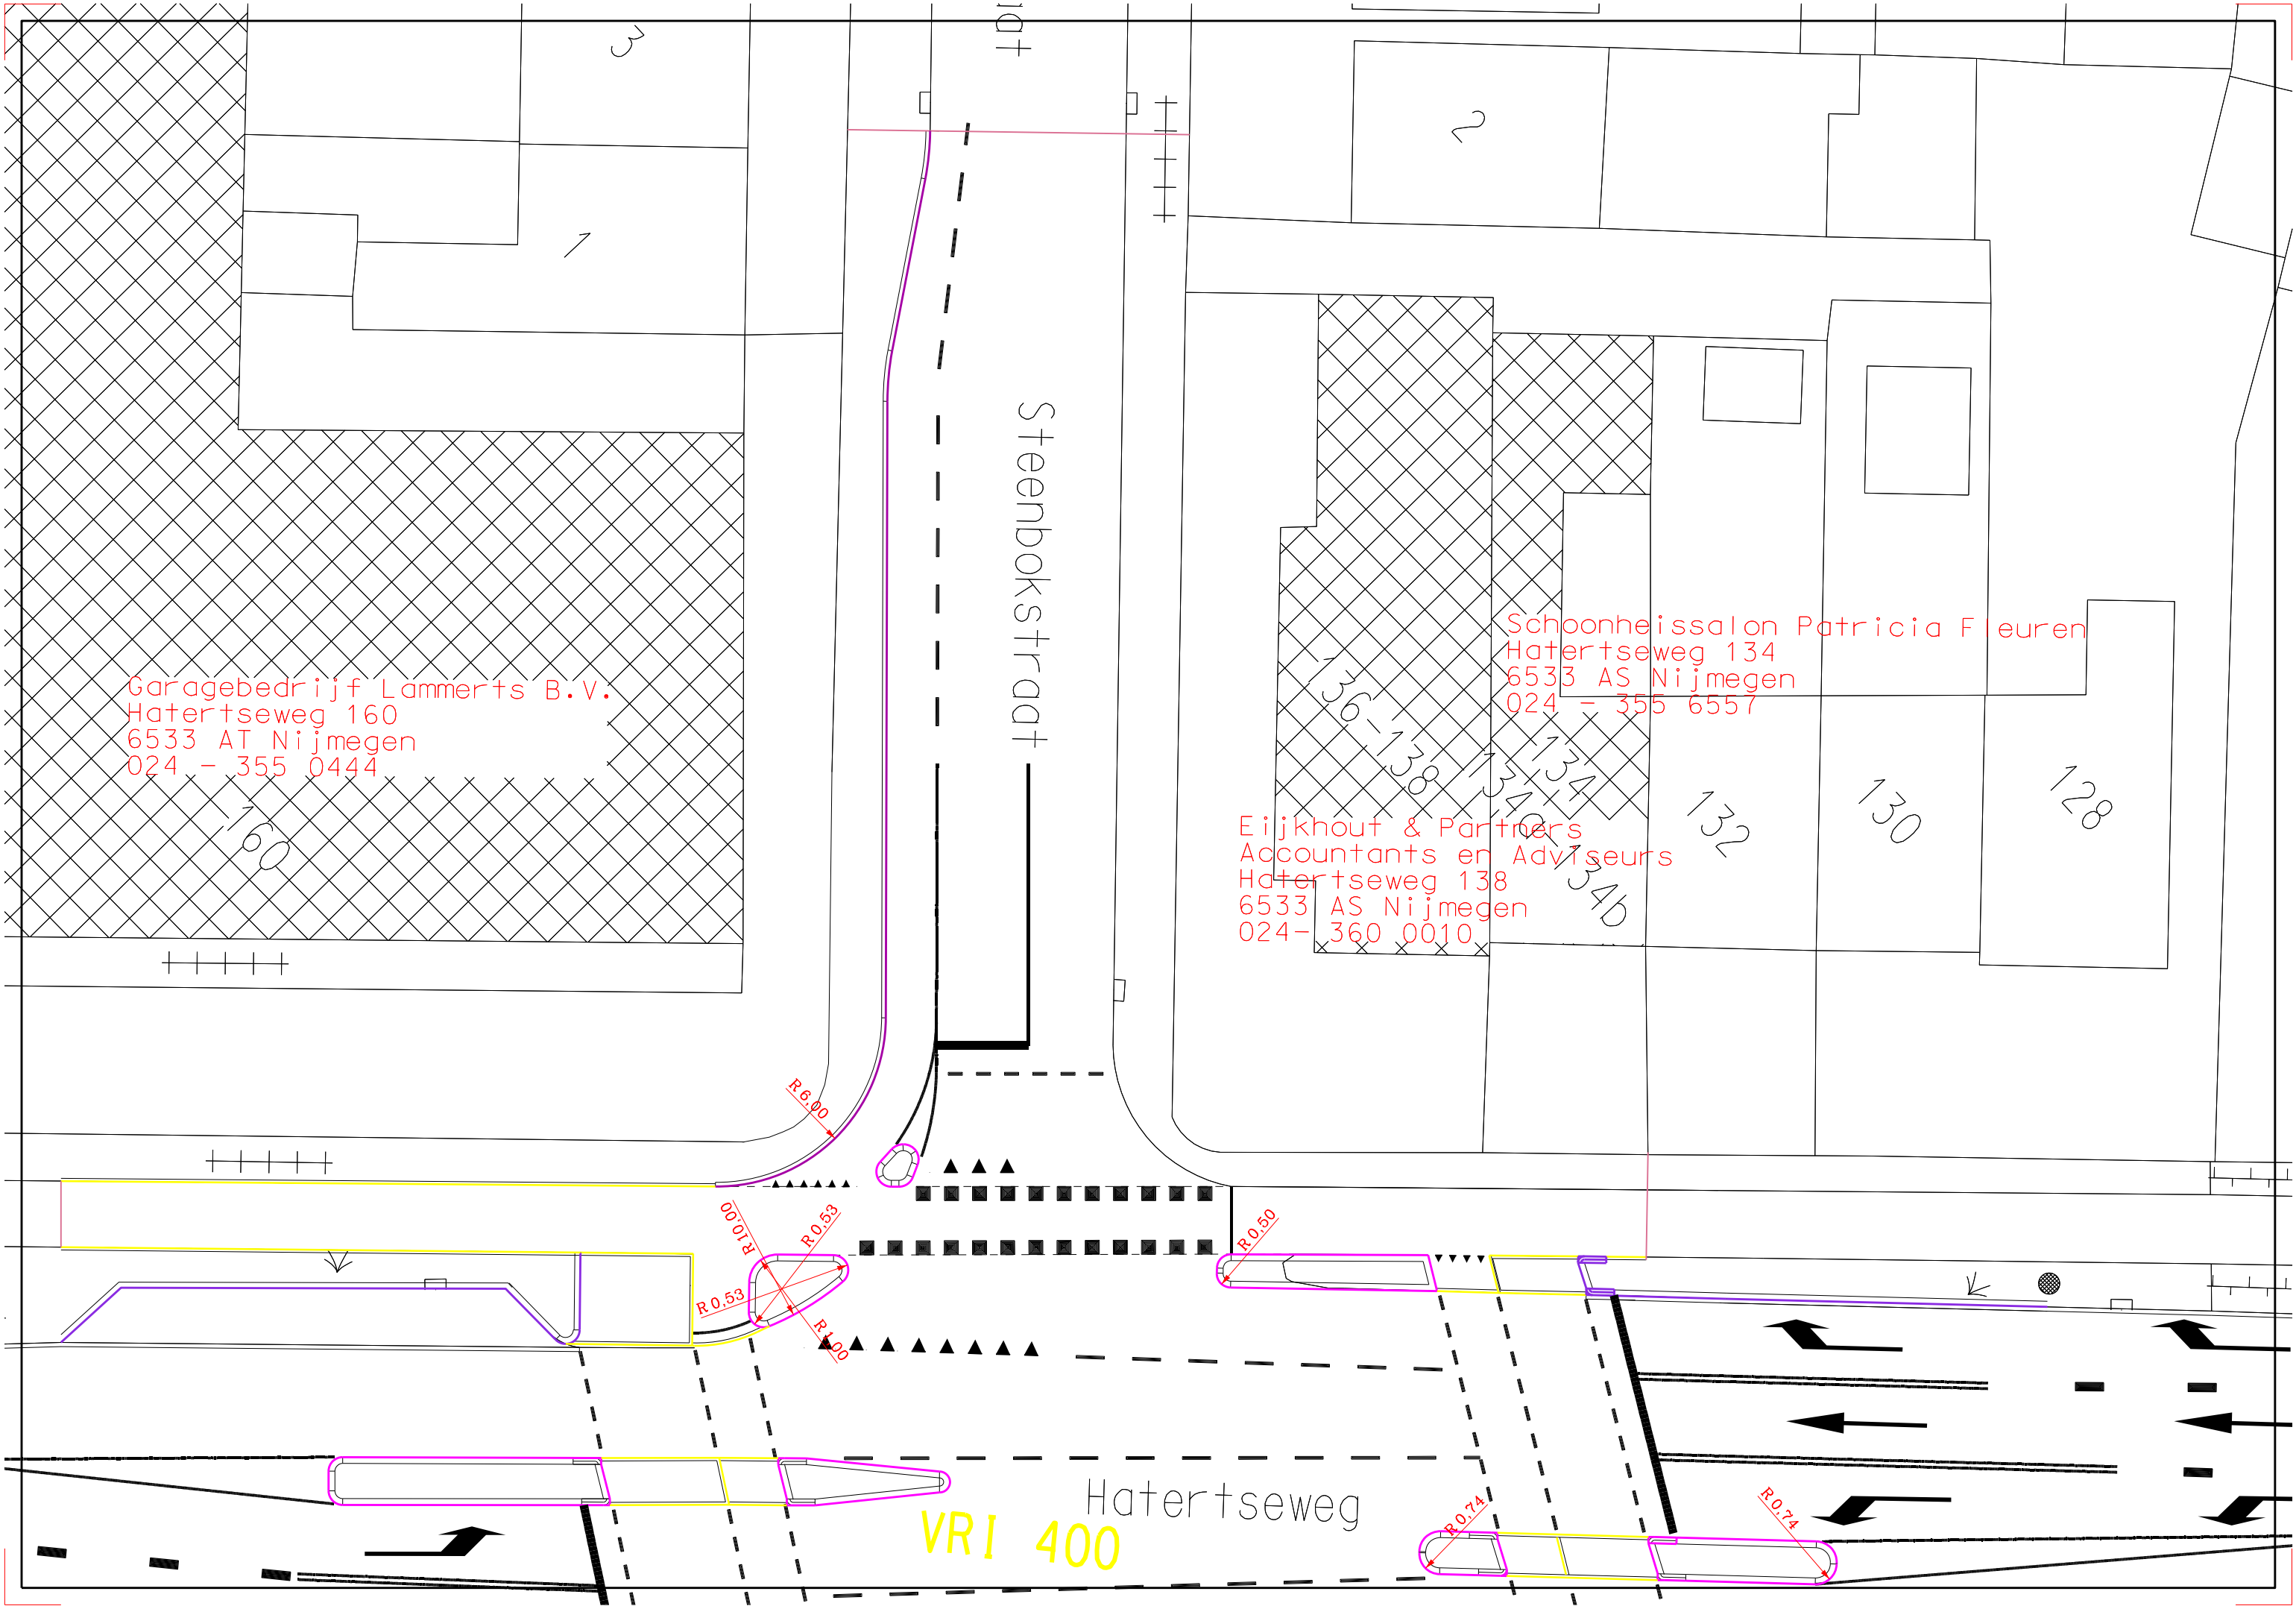 aat
3
2
1
Steenbokstraat
Garagebedrijf Lammerts B.V.
Hatertseweg 160
6533 AT Nijmegen
024 - 355 0444
160
Schoonheissalon Patricia Fleuren
Hatertseweg 134
6533 AS Nijmegen
024 - 355 6557
136-138
134
134a-134b
132
130
128
Eijkhout & Partners
Accountants en Adviseurs
Hatertseweg 138
6533 AS Nijmegen
024- 360 0010
R6,00
R10,00
R0,53
R0,53
R1,00
R0,50
Hatertseweg
VRI 400
R0,74
R0,74